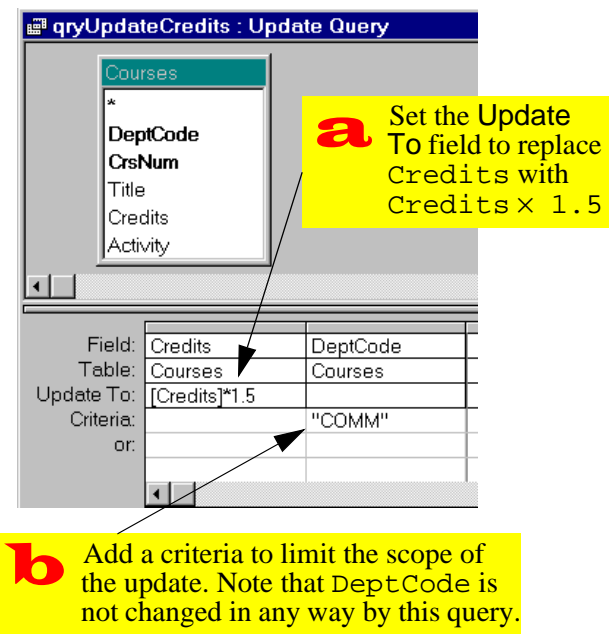 qryUpdateCredits : Update Query
Courses
*
DeptCode
CrsNum
Title
Credits
Activity
a Set the Update
To field to replace
Credits with
Credits × 1.5
Field: Credits DeptCode
Table: Courses Courses
Update To: [Credits]*1.5
Criteria: "COMM"
or:
b Add a criteria to limit the scope of
the update. Note that DeptCode is
not changed in any way by this query.